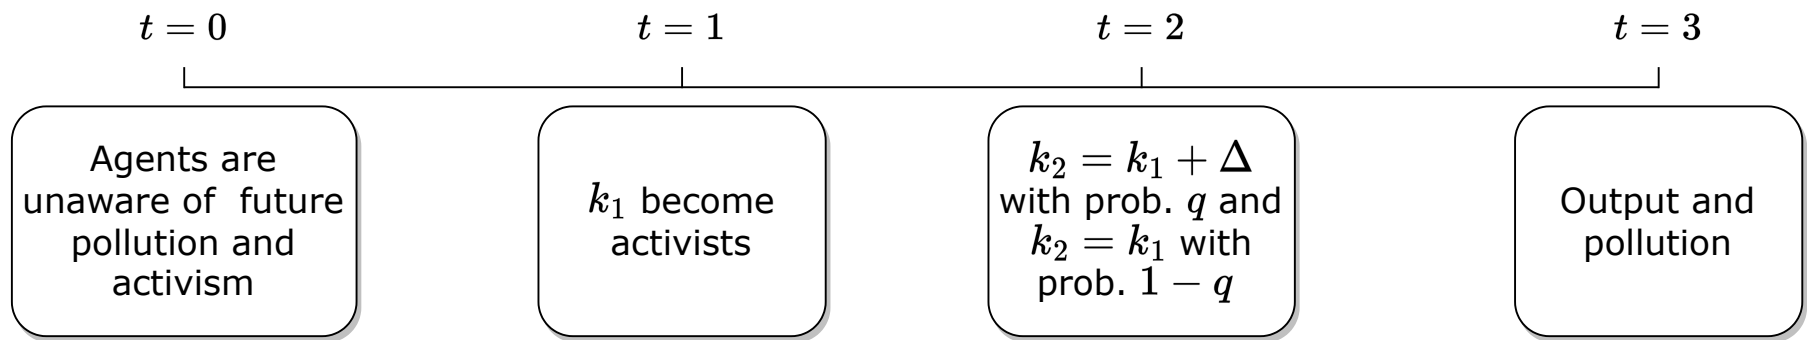 t = 0
t = 1
t = 2
t = 3
Agents are
unaware of future
pollution and
activism
k₁ become
activists
k₂ = k₁ + Δ
with prob. q and
k₂ = k₁ with
prob. 1 − q
Output and
pollution